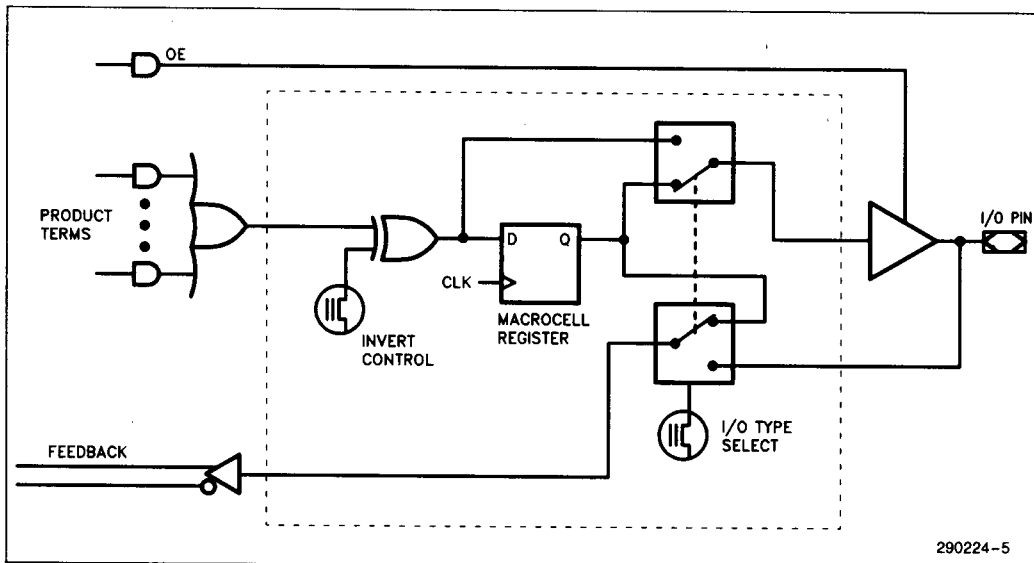 OE
PRODUCT
TERMS
I/O PIN
D
Q
CLK
MACROCELL
REGISTER
INVERT
CONTROL
I/O TYPE
SELECT
FEEDBACK
290224-5